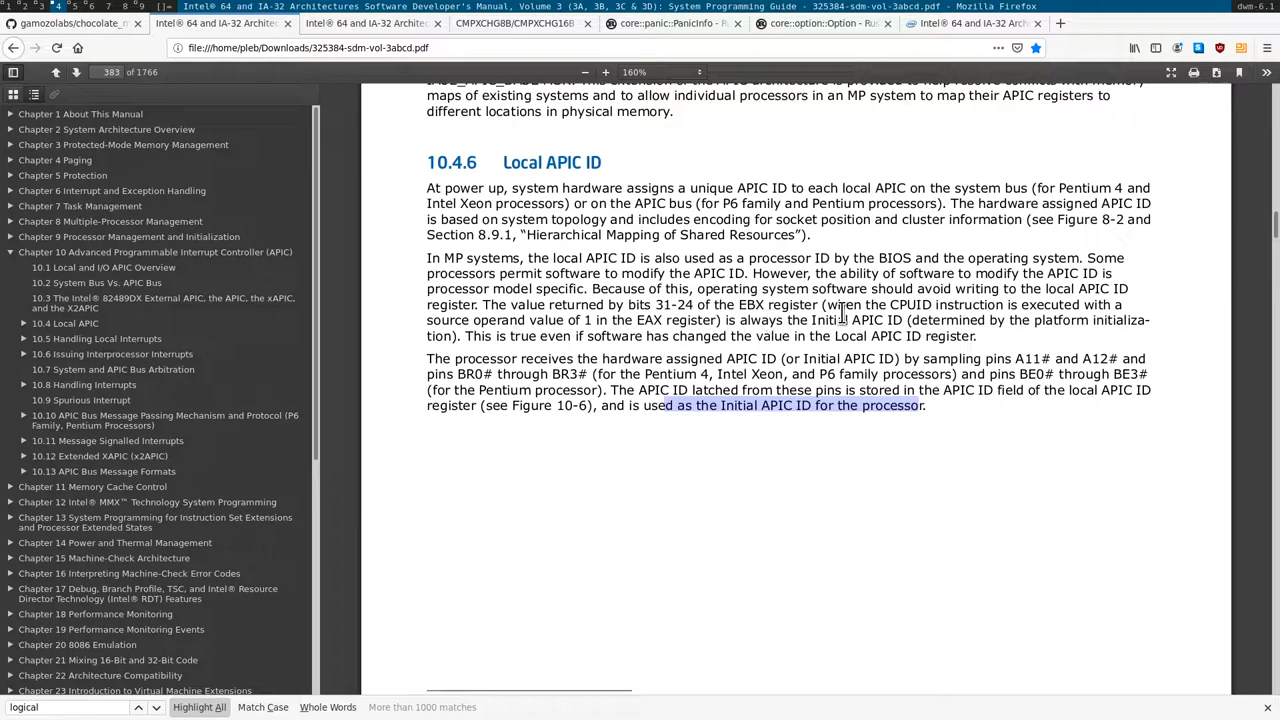 1 2 3 4 5 6 7 8 9 []= Intel® 64 and IA-32 Architectures Software Developer's Manual, Volume 3 (3A, 3B, 3C & 3D): System Programming Guide - 325384-sdm-vol-3abcd.pdf - Mozilla Firefox dwm-6.1
gamozolabs/chocolate_m Intel® 64 and IA-32 Architec Intel® 64 and IA-32 Architec CMPXCHG8B/CMPXCHG16B core::panic::PanicInfo - Ru core::option::Option - Rus Intel® 64 and IA-32 Arch
file:///home/pleb/Downloads/325384-sdm-vol-3abcd.pdf
383 of 1766 160%
Chapter 1 About This Manual
Chapter 2 System Architecture Overview
Chapter 3 Protected-Mode Memory Management
Chapter 4 Paging
Chapter 5 Protection
Chapter 6 Interrupt and Exception Handling
Chapter 7 Task Management
Chapter 8 Multiple-Processor Management
Chapter 9 Processor Management and Initialization
Chapter 10 Advanced Programmable Interrupt Controller (APIC)
10.1 Local and I/O APIC Overview
10.2 System Bus Vs. APIC Bus
10.3 The Intel® 82489DX External APIC, the APIC, the xAPIC,
and the X2APIC
10.4 Local APIC
10.5 Handling Local Interrupts
10.6 Issuing Interprocessor Interrupts
10.7 System and APIC Bus Arbitration
10.8 Handling Interrupts
10.9 Spurious Interrupt
10.10 APIC Bus Message Passing Mechanism and Protocol (P6
Family, Pentium Processors)
10.11 Message Signalled Interrupts
10.12 Extended XAPIC (x2APIC)
10.13 APIC Bus Message Formats
Chapter 11 Memory Cache Control
Chapter 12 Intel® MMX™ Technology System Programming
Chapter 13 System Programming for Instruction Set Extensions
and Processor Extended States
Chapter 14 Power and Thermal Management
Chapter 15 Machine-Check Architecture
Chapter 16 Interpreting Machine-Check Error Codes
Chapter 17 Debug, Branch Profile, TSC, and Intel® Resource
Director Technology (Intel® RDT) Features
Chapter 18 Performance Monitoring
Chapter 19 Performance Monitoring Events
Chapter 20 8086 Emulation
Chapter 21 Mixing 16-Bit and 32-Bit Code
Chapter 22 Architecture Compatibility
Chapter 23 Introduction to Virtual Machine Extensions
maps of existing systems and to allow individual processors in an MP system to map their APIC registers to
different locations in physical memory.
10.4.6 Local APIC ID
At power up, system hardware assigns a unique APIC ID to each local APIC on the system bus (for Pentium 4 and
Intel Xeon processors) or on the APIC bus (for P6 family and Pentium processors). The hardware assigned APIC ID
is based on system topology and includes encoding for socket position and cluster information (see Figure 8-2 and
Section 8.9.1, “Hierarchical Mapping of Shared Resources”).
In MP systems, the local APIC ID is also used as a processor ID by the BIOS and the operating system. Some
processors permit software to modify the APIC ID. However, the ability of software to modify the APIC ID is
processor model specific. Because of this, operating system software should avoid writing to the local APIC ID
register. The value returned by bits 31-24 of the EBX register (when the CPUID instruction is executed with a
source operand value of 1 in the EAX register) is always the Initial APIC ID (determined by the platform initializa-
tion). This is true even if software has changed the value in the Local APIC ID register.
The processor receives the hardware assigned APIC ID (or Initial APIC ID) by sampling pins A11# and A12# and
pins BR0# through BR3# (for the Pentium 4, Intel Xeon, and P6 family processors) and pins BE0# through BE3#
(for the Pentium processor). The APIC ID latched from these pins is stored in the APIC ID field of the local APIC ID
register (see Figure 10-6), and is used as the Initial APIC ID for the processor.
logical Highlight All Match Case Whole Words More than 1000 matches